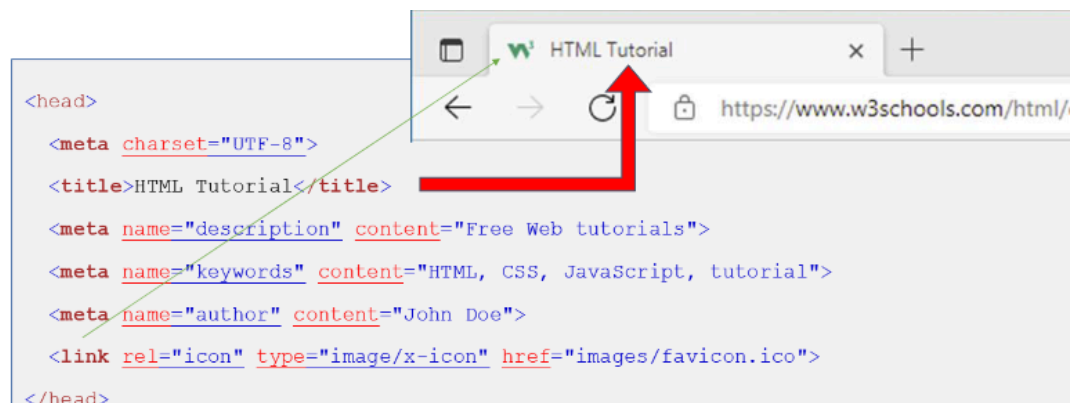 HTML Tutorial
https://www.w3schools.com/html/
<head>
<meta charset="UTF-8">
<title>HTML Tutorial</title>
<meta name="description" content="Free Web tutorials">
<meta name="keywords" content="HTML, CSS, JavaScript, tutorial">
<meta name="author" content="John Doe">
<link rel="icon" type="image/x-icon" href="images/favicon.ico">
</head>